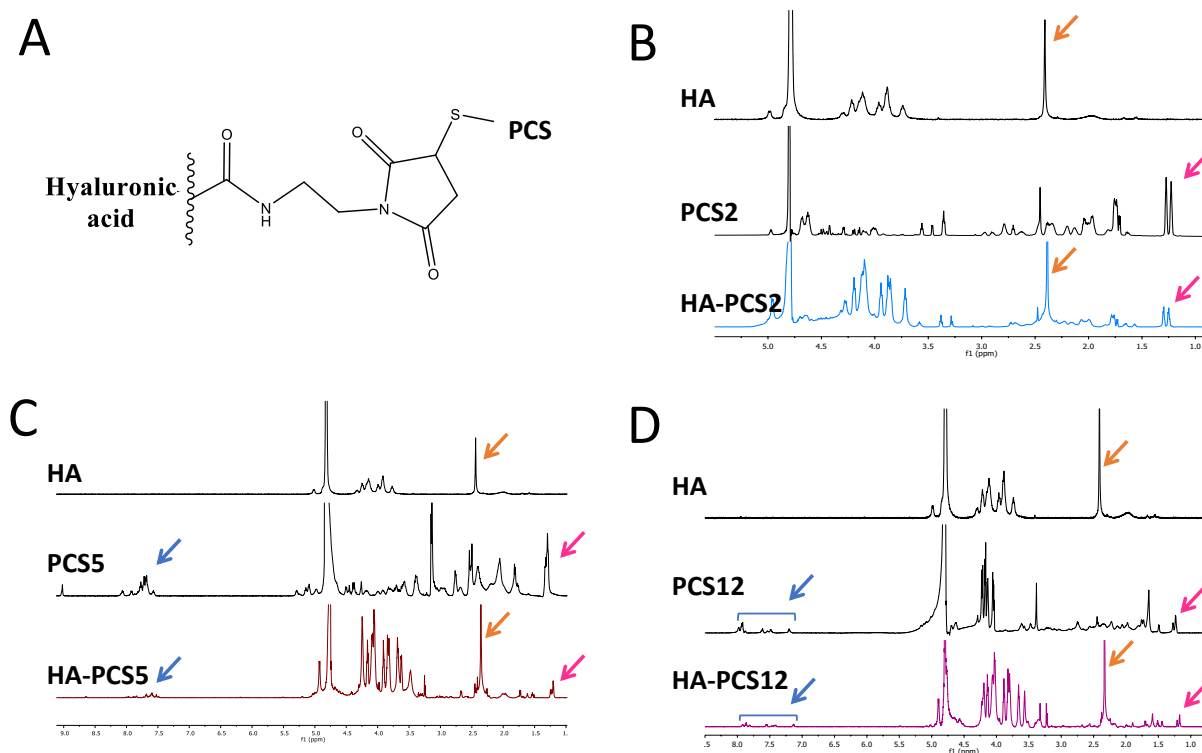 A
O
S
PCS
O
Hyaluronic
acid
N
H
N
O
B
HA
PCS2
HA-PCS2
5.0 4.5 4.0 3.5 3.0 2.5 2.0 1.5 1.0
f1 (ppm)
C
HA
PCS5
HA-PCS5
9.0 8.5 8.0 7.5 7.0 6.5 6.0 5.5 5.0 4.5 4.0 3.5 3.0 2.5 2.0 1.5 1.0
f1 (ppm)
D
HA
PCS12
HA-PCS12
.5 8.0 7.5 7.0 6.5 6.0 5.5 5.0 4.5 4.0 3.5 3.0 2.5 2.0 1.5 1.0
f1 (ppm)